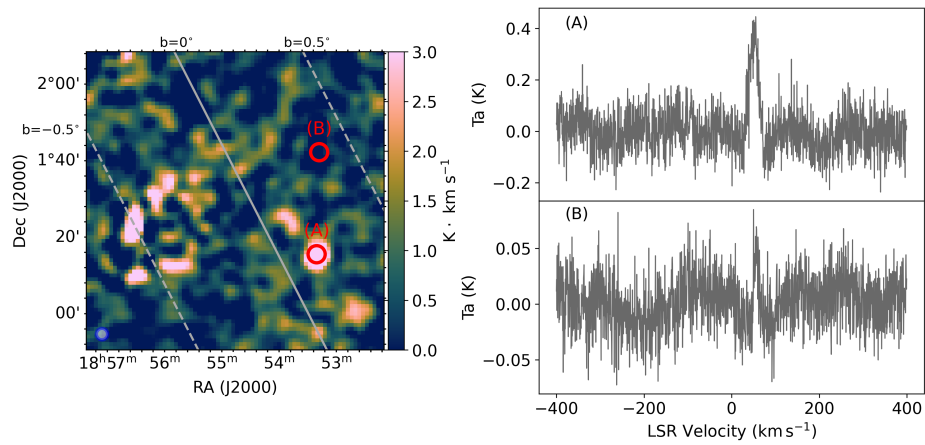 b=0° b=0.5°
3.0
2°00'
2.5
(B)
b=−0.5°
2.0
1°40'
1.5
Dec (J2000)
K · km s⁻¹
(A)
20'
1.0
0.5
00'
0.0
18ʰ57ᵐ 56ᵐ 55ᵐ 54ᵐ 53ᵐ
RA (J2000)
(A)
0.4
Ta (K)
0.2
0.0
−0.2
(B)
0.05
Ta (K)
0.00
−0.05
−400 −200 0 200 400
LSR Velocity (km s⁻¹)